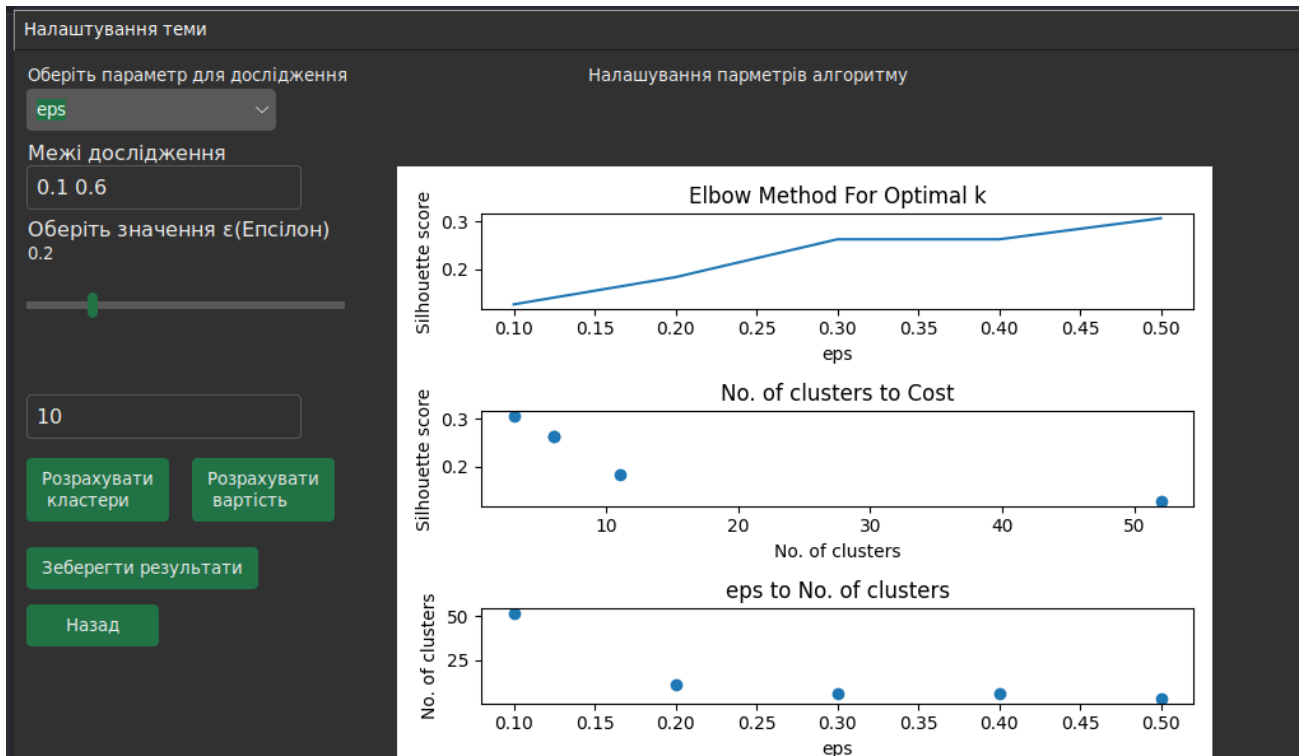 Налаштування теми
Оберіть параметр для дослідження
eps
Межі дослідження
0.1 0.6
Оберіть значення ε(Епсілон)
0.2
10
Розрахувати
кластери
Розрахувати
вартість
Зеберегти результати
Назад
Налашування парметрів алгоритму
Elbow Method For Optimal k
Silhouette score
0.3
0.2
0.10 0.15 0.20 0.25 0.30 0.35 0.40 0.45 0.50
eps
No. of clusters to Cost
Silhouette score
0.3
0.2
10 20 30 40 50
No. of clusters
eps to No. of clusters
No. of clusters
50
25
0.10 0.15 0.20 0.25 0.30 0.35 0.40 0.45 0.50
eps